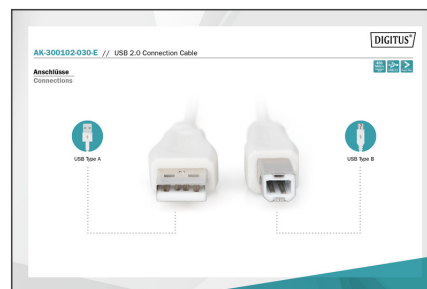 DIGITUS®
AK-300102-030-E // USB 2.0 Connection Cable
Anschlüsse
Connections
USB Type A
USB Type B